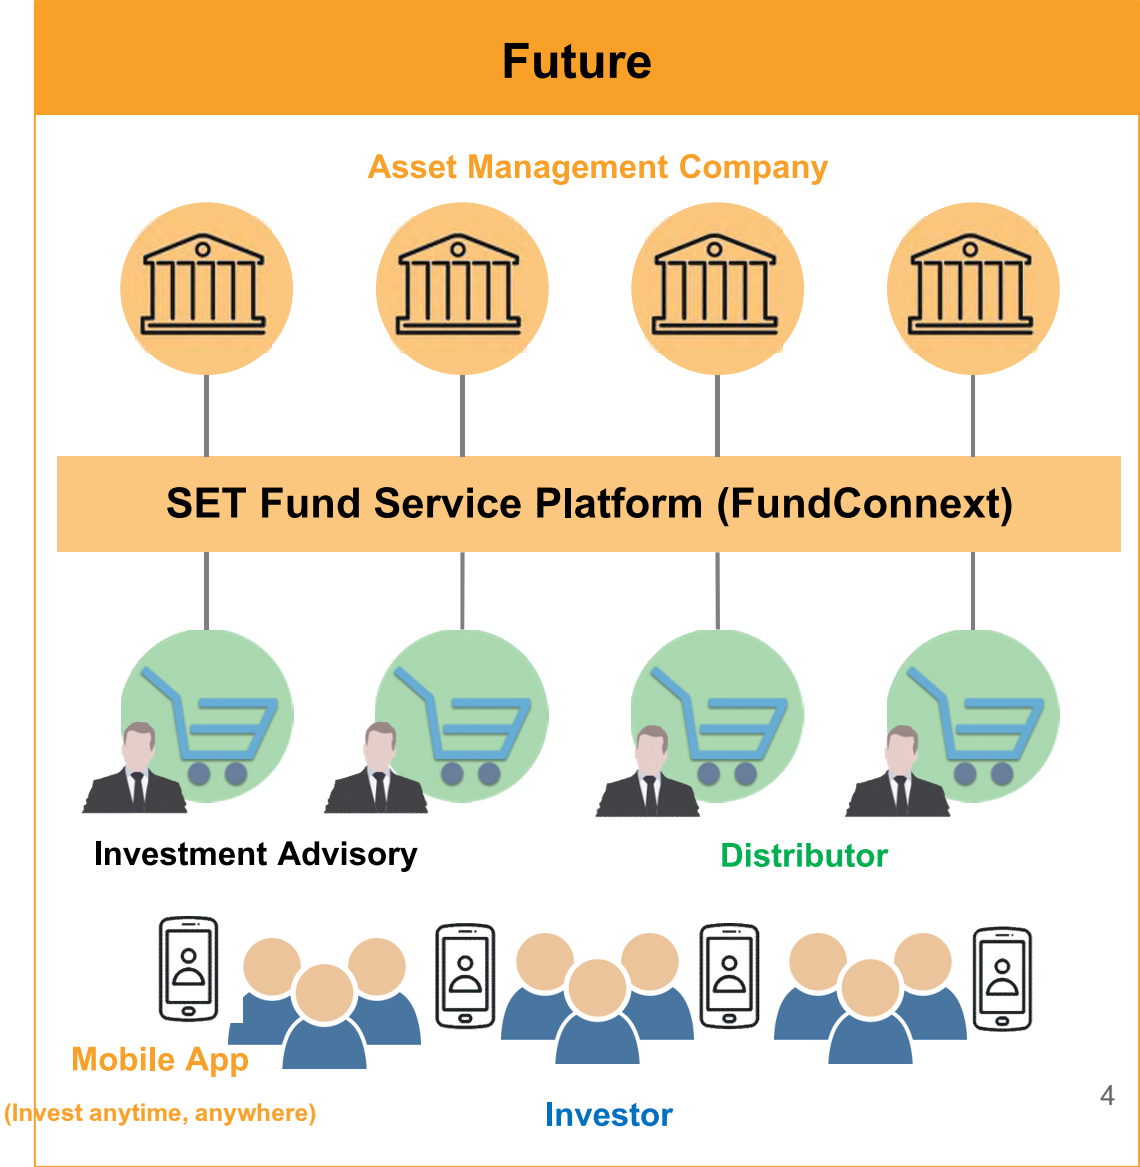 Future
Asset Management Company
SET Fund Service Platform (FundConnext)
Investment Advisory
Distributor
Mobile App
(Invest anytime, anywhere)
Investor
4